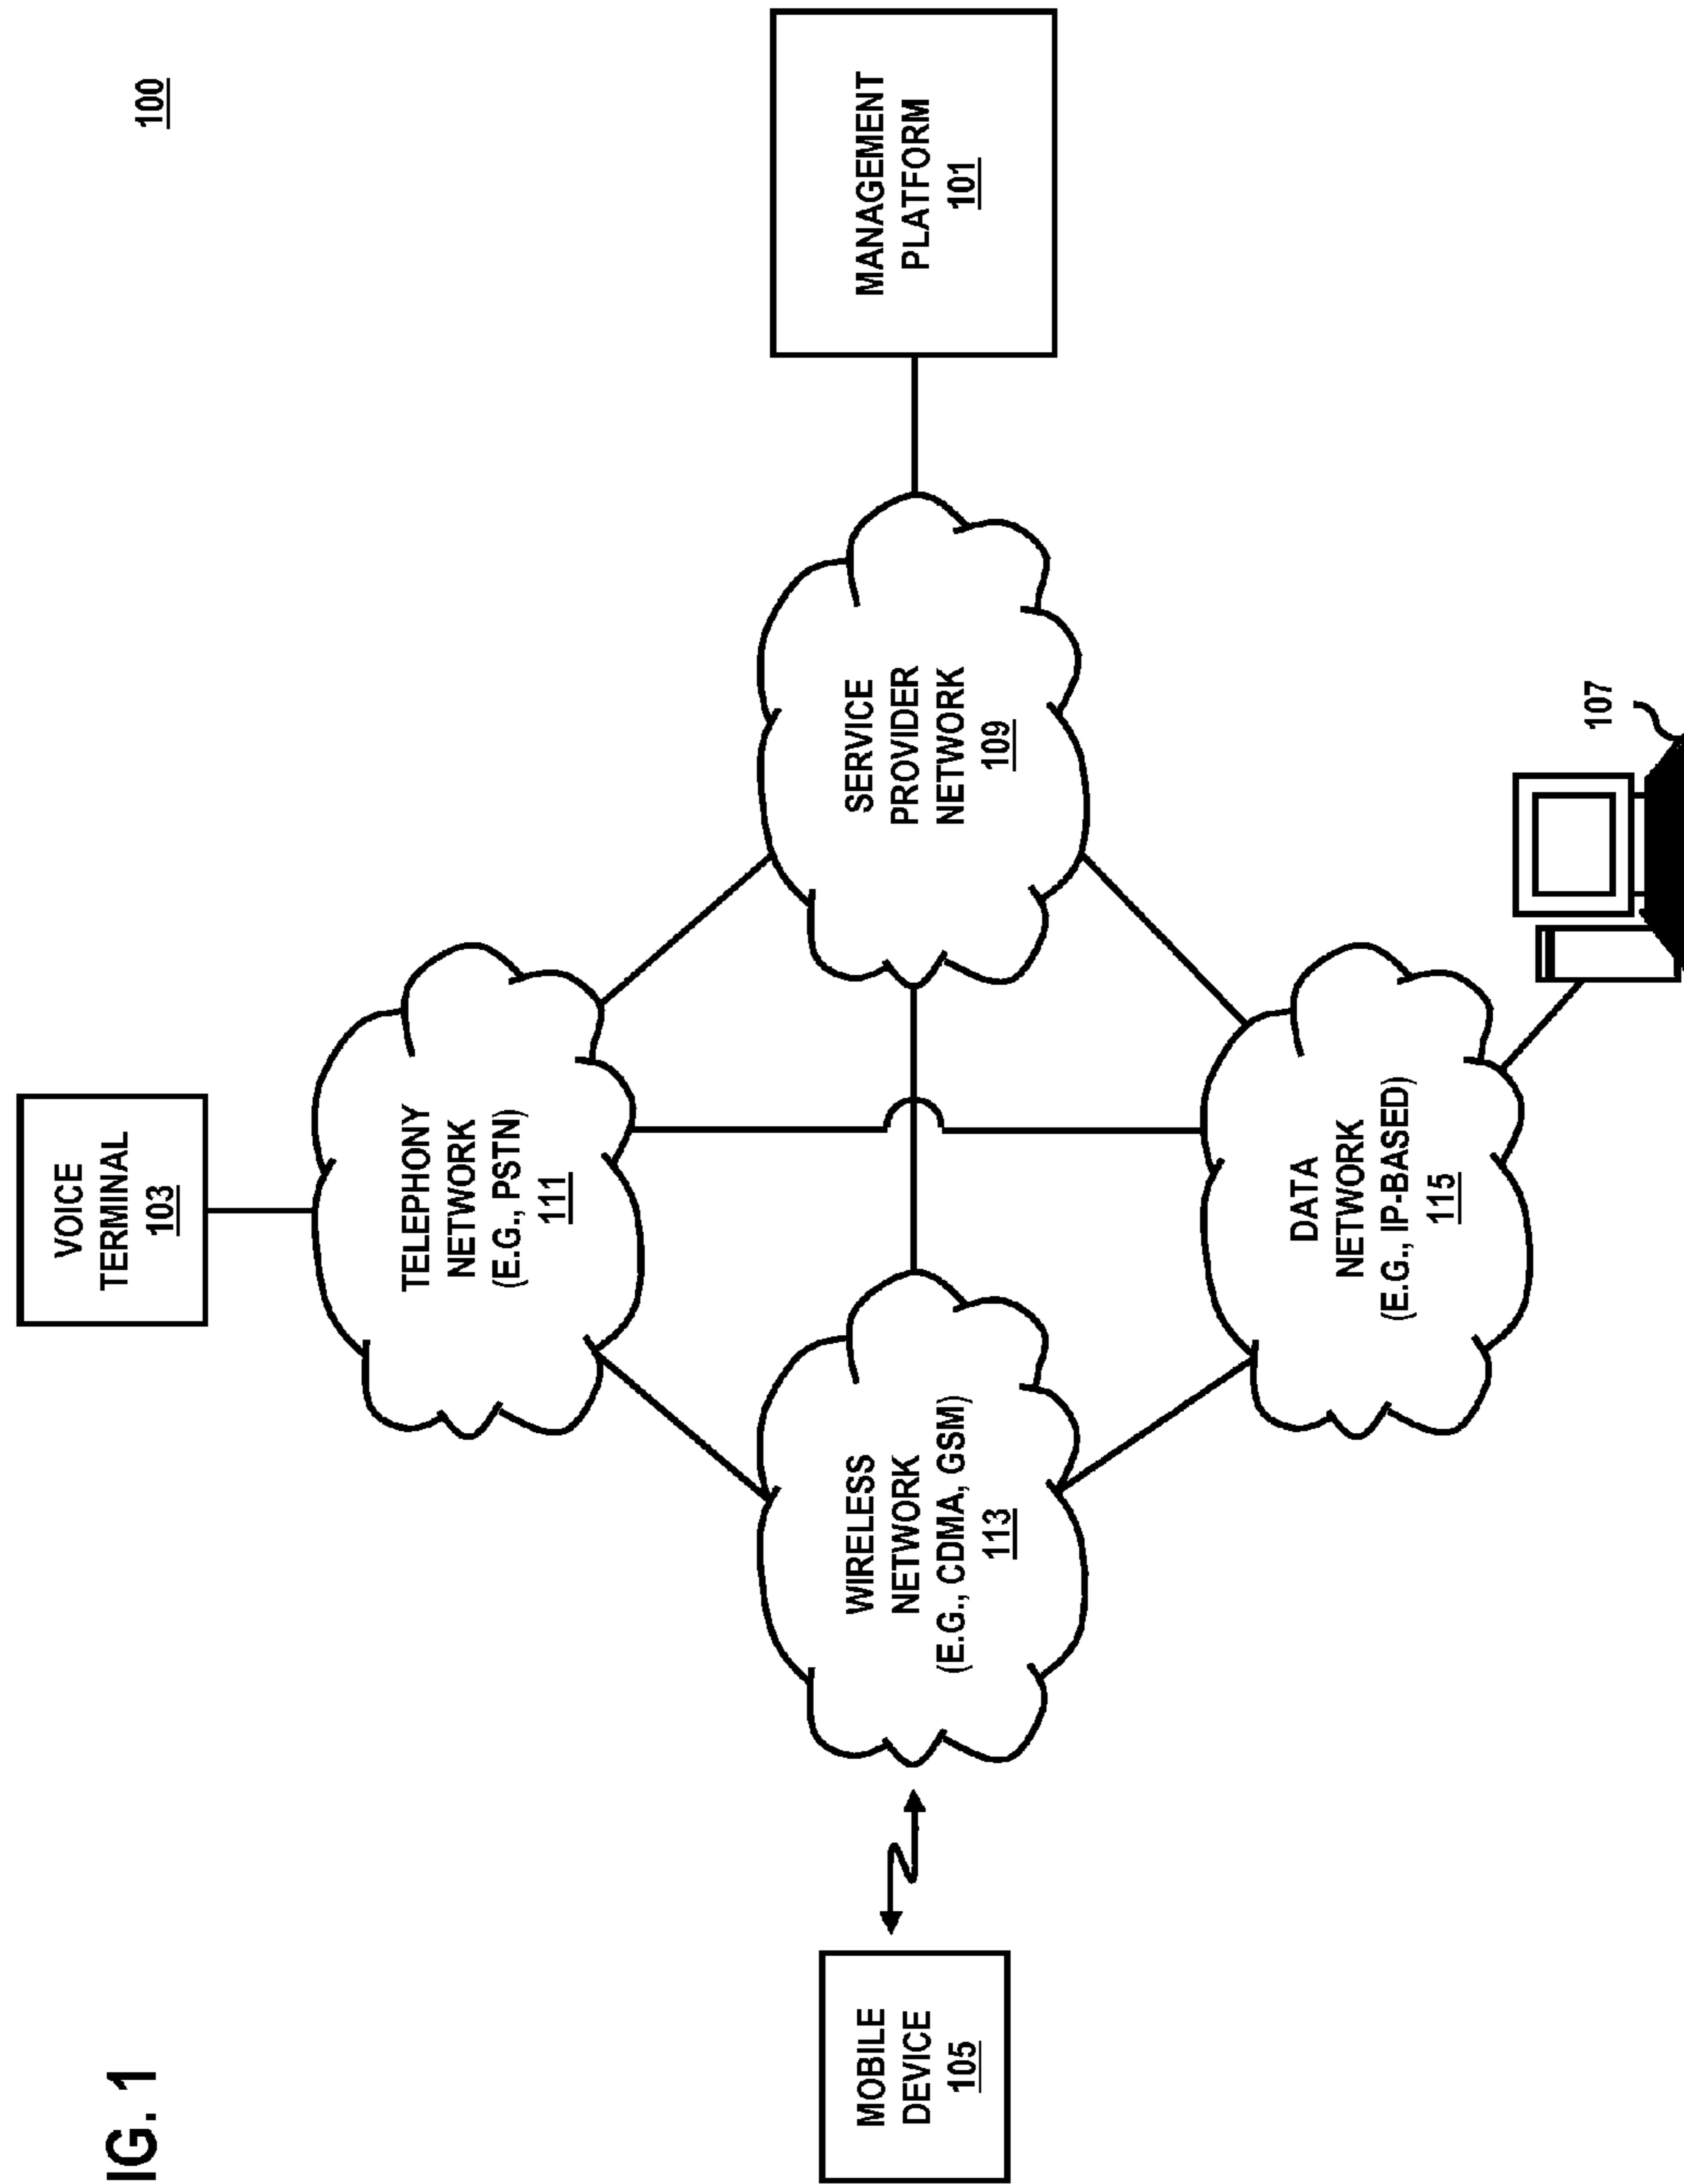 IG. 1
100
VOICE
TERMINAL
103
TELEPHONY
NETWORK
(E.G., PSTN)
111
MOBILE
DEVICE
105
WIRELESS
NETWORK
(E.G., CDMA, GSM)
113
SERVICE
PROVIDER
NETWORK
109
MANAGEMENT
PLATFORM
101
DATA
NETWORK
(E.G., IP-BASED)
115
107